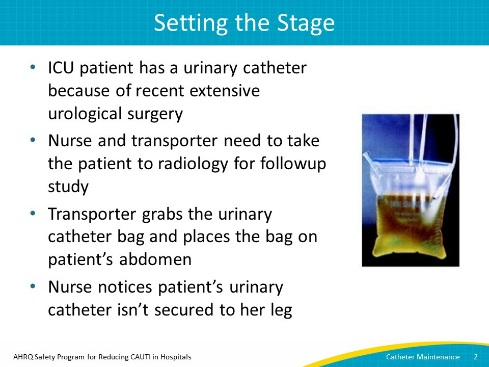 Setting the Stage
• ICU patient has a urinary catheter
because of recent extensive
urological surgery
• Nurse and transporter need to take
the patient to radiology for followup
study
• Transporter grabs the urinary
catheter bag and places the bag on
patient’s abdomen
• Nurse notices patient’s urinary
catheter isn’t secured to her leg
AHRQ Safety Program for Reducing CAUTI in Hospitals
Catheter Maintenance 2